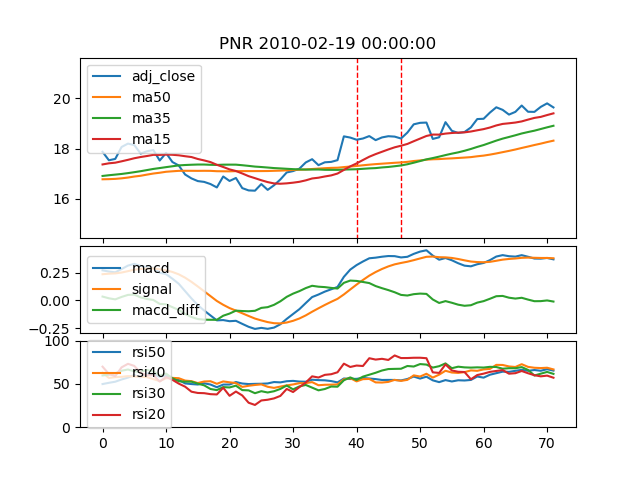 PNR 2010-02-19 00:00:00
adj_close
ma50
ma35
ma15
20
18
16
macd
signal
macd_diff
0.25
0.00
−0.25
rsi50
rsi40
rsi30
rsi20
100
50
0
0 10 20 30 40 50 60 70